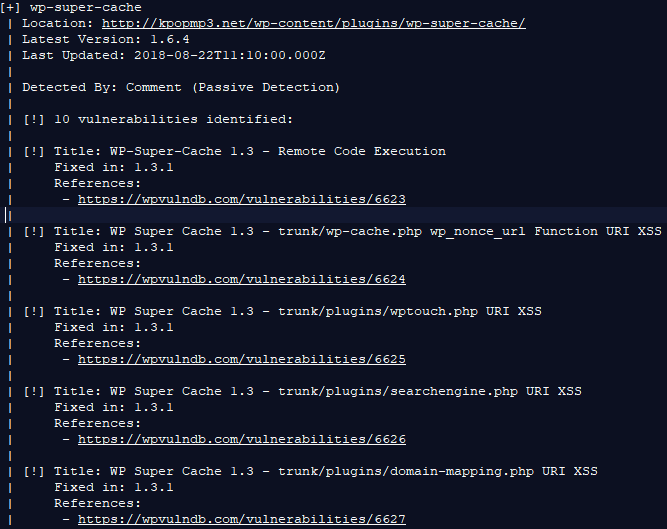 [+] wp-super-cache
| Location: http://kpopmp3.net/wp-content/plugins/wp-super-cache/
| Latest Version: 1.6.4
| Last Updated: 2018-08-22T11:10:00.000Z
|
| Detected By: Comment (Passive Detection)
|
| [!] 10 vulnerabilities identified:
|
| [!] Title: WP-Super-Cache 1.3 - Remote Code Execution
|     Fixed in: 1.3.1
|     References:
|      - https://wpvulndb.com/vulnerabilities/6623
|
| [!] Title: WP Super Cache 1.3 - trunk/wp-cache.php wp_nonce_url Function URI XSS
|     Fixed in: 1.3.1
|     References:
|      - https://wpvulndb.com/vulnerabilities/6624
|
| [!] Title: WP Super Cache 1.3 - trunk/plugins/wptouch.php URI XSS
|     Fixed in: 1.3.1
|     References:
|      - https://wpvulndb.com/vulnerabilities/6625
|
| [!] Title: WP Super Cache 1.3 - trunk/plugins/searchengine.php URI XSS
|     Fixed in: 1.3.1
|     References:
|      - https://wpvulndb.com/vulnerabilities/6626
|
| [!] Title: WP Super Cache 1.3 - trunk/plugins/domain-mapping.php URI XSS
|     Fixed in: 1.3.1
|     References:
|      - https://wpvulndb.com/vulnerabilities/6627